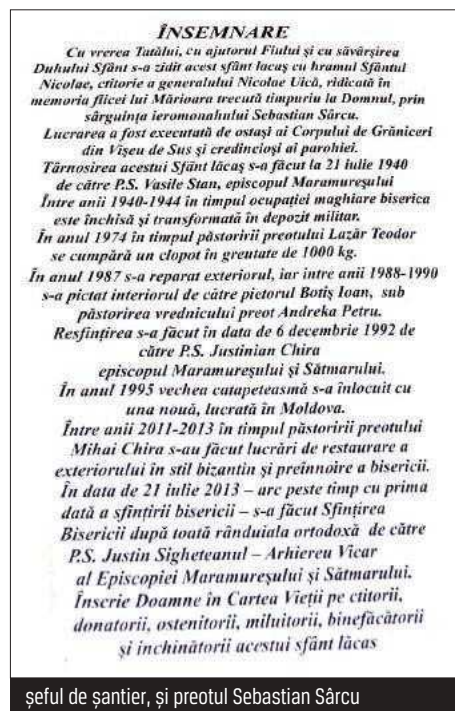 ÎNSEMNARE
Cu vrerea Tatălui, cu ajutorul Fiului și cu săvârșirea
Duhului Sfânt s-a zidit acest sfânt lacaș cu hramul Sfântul
Nicolae, ctitorie a generalului Nicolae Uică, ridicată în
memoria fiicei lui Mărioara trecută timpuriu la Domnul, prin
sârguința ieromonahului Sebastian Sârcu.
Lucrarea a fost executată de ostași ai Corpului de Grăniceri
din Vișeu de Sus și credincioși ai parohiei.
Târnosirea acestui Sfânt lăcaș s-a făcut la 21 iulie 1940
de către P.S. Vasile Stan, episcopul Maramureșului
Între anii 1940-1944 în timpul ocupației maghiare biserica
este închisă și transformată în depozit militar.
În anul 1974 în timpul păstoririi preotului Lazăr Teodor
se cumpără un clopot în greutate de 1000 kg.
În anul 1987 s-a reparat exteriorul, iar intre anii 1988-1990
s-a pictat interiorul de către pictorul Botiș Ioan, sub
păstorirea vrednicului preot Andreka Petru.
Resfințirea s-a făcut în data de 6 decembrie 1992 de
către P.S. Justinian Chira
episcopul Maramureșului și Sătmarului.
În anul 1995 vechea catapeteasmă s-a înlocuit cu
una nouă, lucrată în Moldova.
Între anii 2011-2013 în timpul păstoririi preotului
Mihai Chira s-au făcut lucrări de restaurare a
exteriorului în stil bizantin și preînnoire a bisericii.
În data de 21 iulie 2013 – arc peste timp cu prima
dată a sfințirii bisericii – s-a făcut Sfințirea
Bisericii după toată rânduiala ortodoxă de către
P.S. Justin Sigheteanul – Arhiereu Vicar
al Episcopiei Maramureșului și Sătmarului.
Înscrie Doamne în Cartea Vieții pe ctitorii,
donatorii, ostenitorii, miluitorii, binefăcătorii
și inchinătorii acestui sfânt lăcas
șeful de șantier, și preotul Sebastian Sârcu